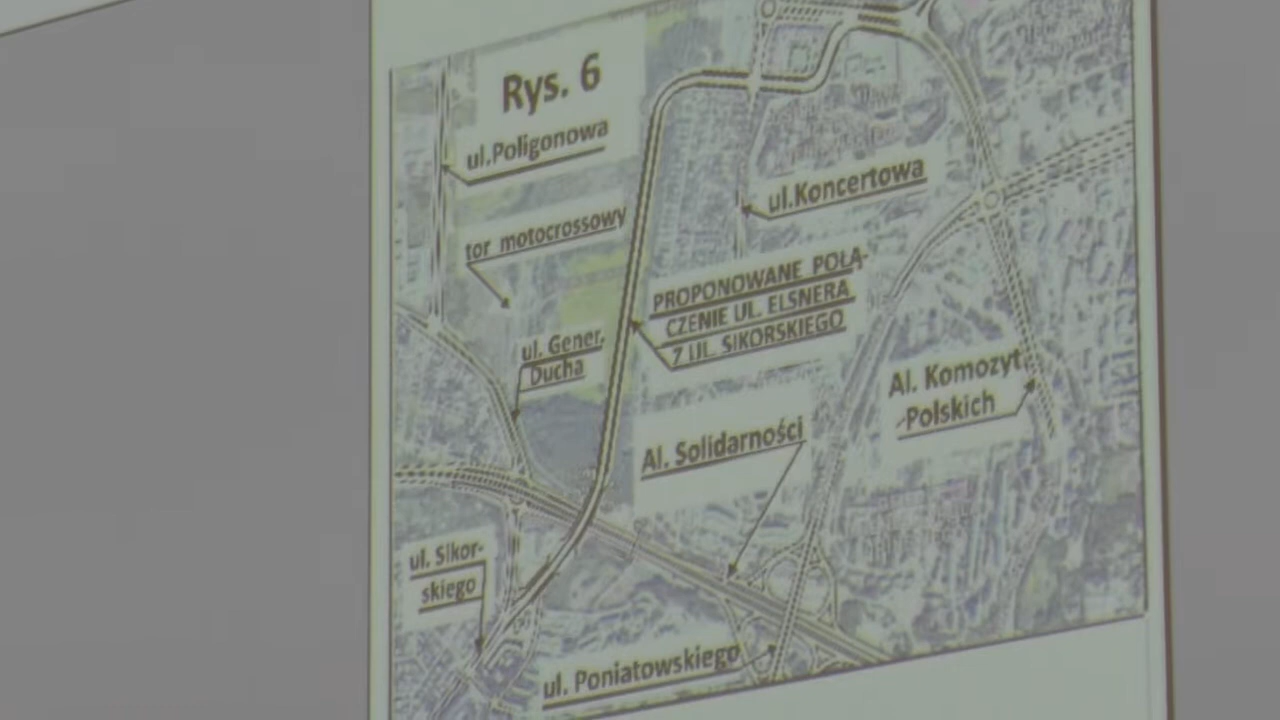 Rys. 6
ul.Poligonowa
ul.Koncertowa
tor motocrossowy
PROPONOWANE POŁĄ-
CZENIE UL. ELSNERA
Z UL. SIKORSKIEGO
ul. Gener.
Ducha
Al. Komozyt.
Polskich
Al. Solidarności
ul. Sikor-
skiego
ul. Poniatowskiego